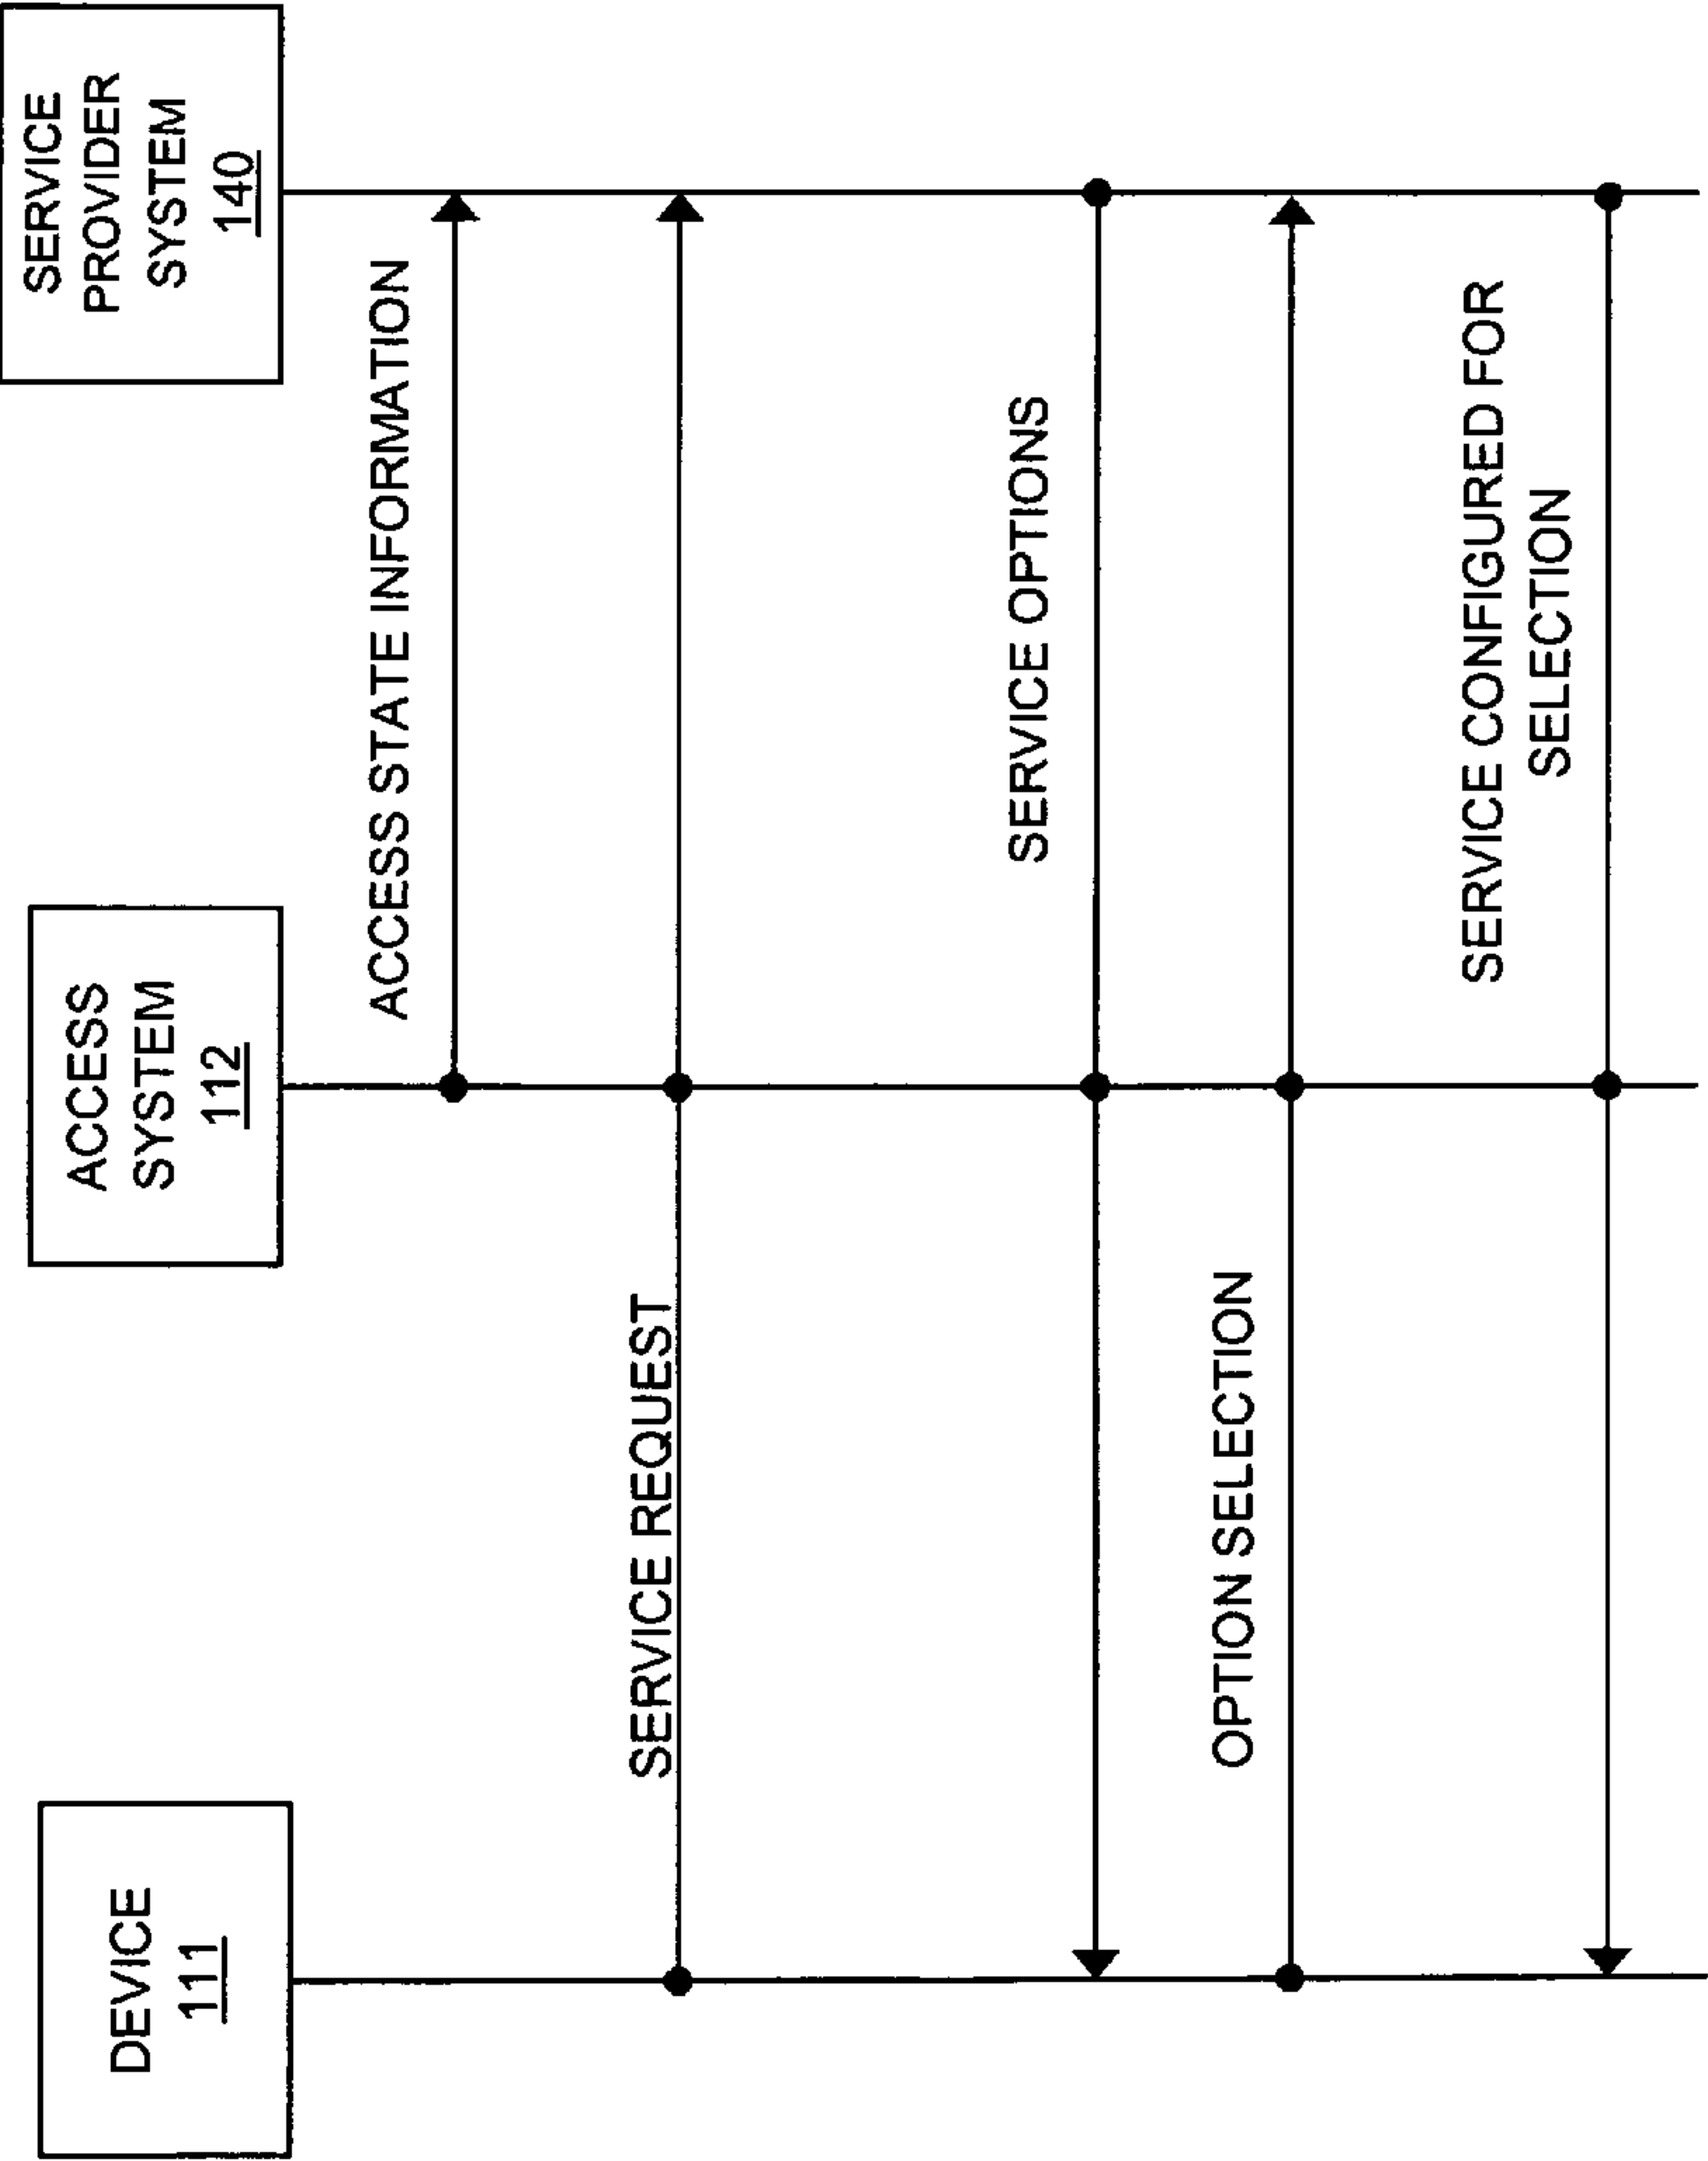 DEVICE
111
ACCESS
SYSTEM
112
SERVICE
PROVIDER
SYSTEM
140
ACCESS STATE INFORMATION
SERVICE REQUEST
SERVICE OPTIONS
OPTION SELECTION
SERVICE CONFIGURED FOR
SELECTION